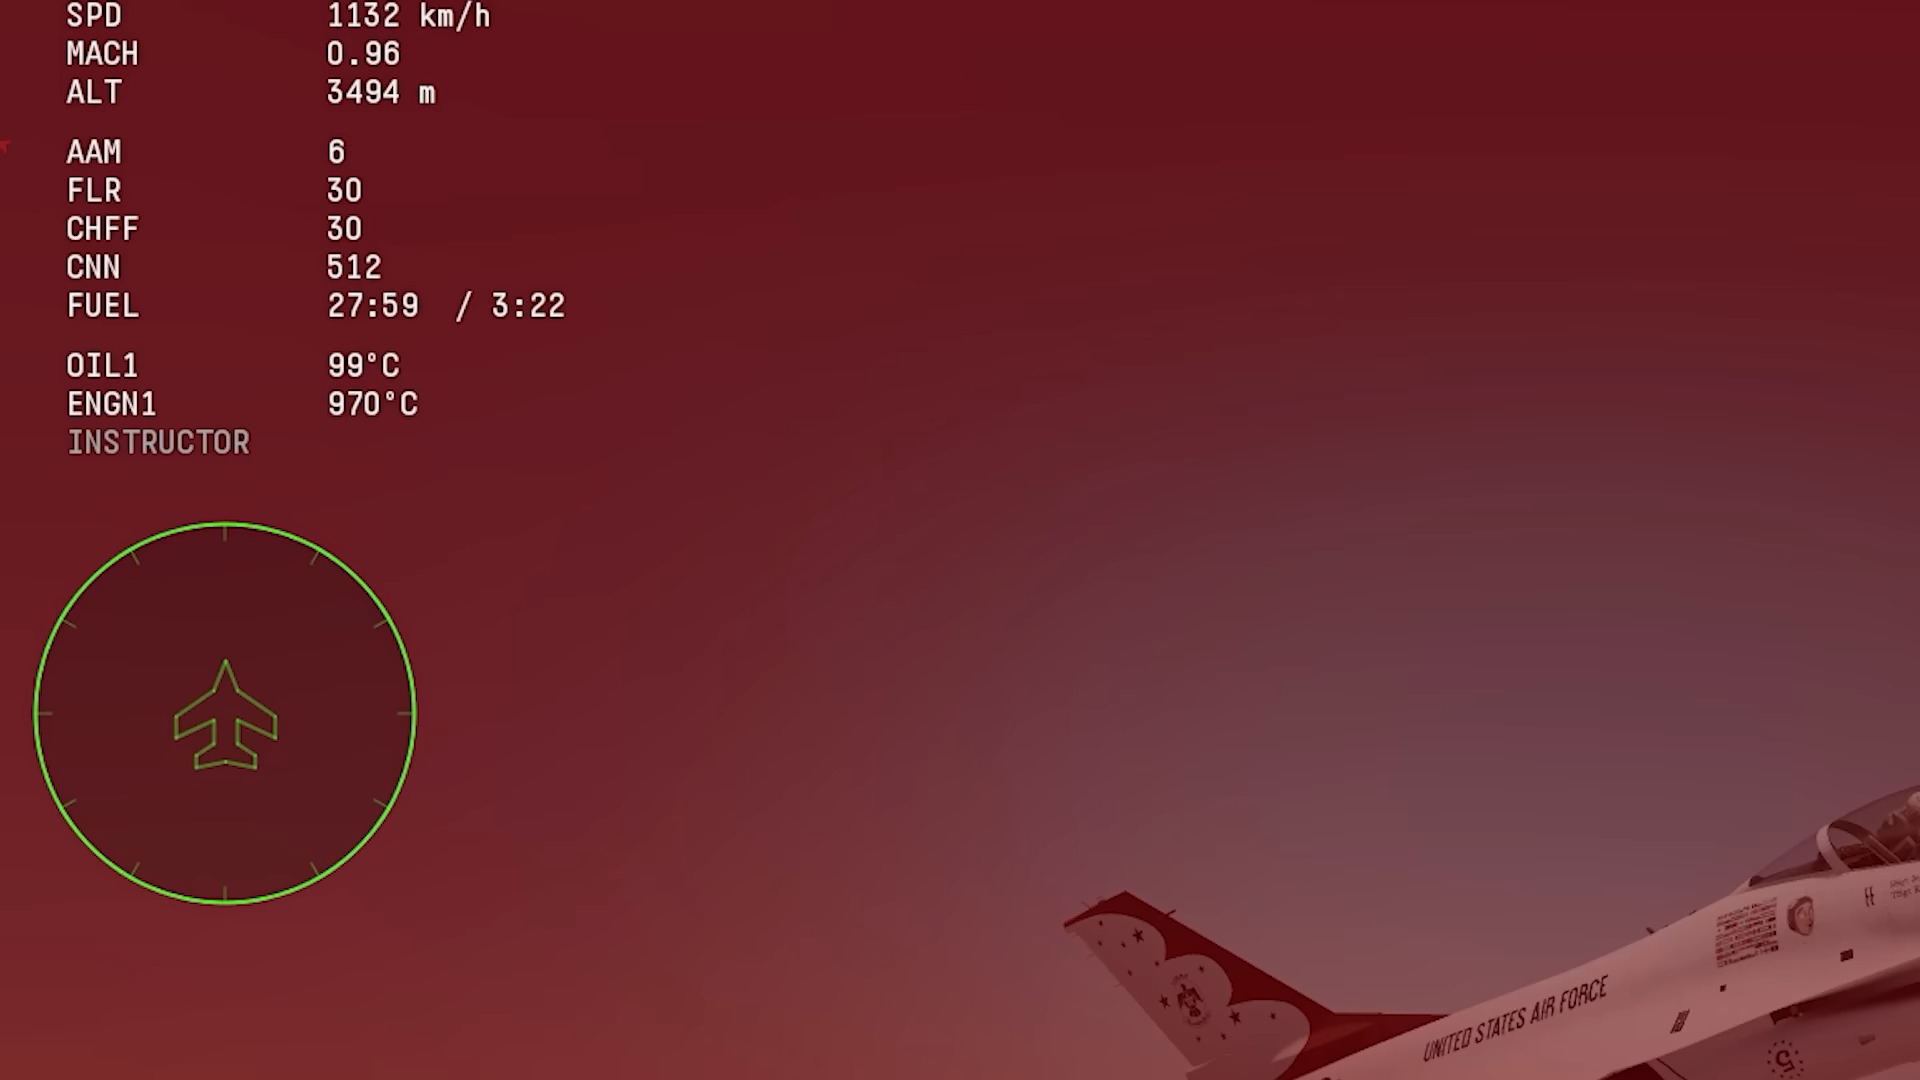 SPD 1132 km/h
MACH 0.96
ALT 3494 m
AAM 6
FLR 30
CHFF 30
CNN 512
FUEL 27:59 / 3:22
OIL1 99°C
ENGN1 970°C
INSTRUCTOR
UNITED STATES AIR FORCE
5